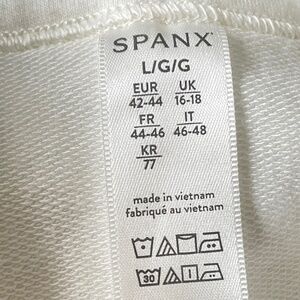 SPANX
L/G/G
EUR UK
42-44 16-18
FR IT
44-46 46-48
KR
77
made in vietnam
fabriqué au vietnam
30